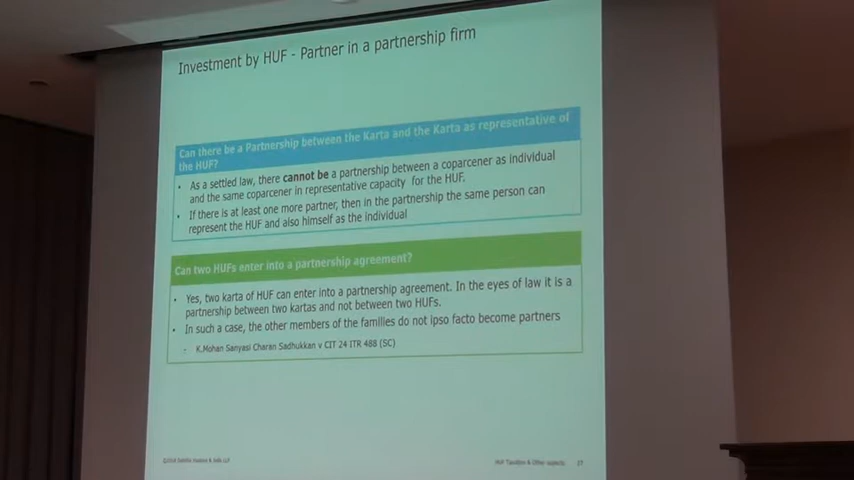 Investment by HUF - Partner in a partnership firm
Can there be a Partnership between the Karta and the Karta as representative of
the HUF?
• As a settled law, there cannot be a partnership between a coparcener as individual
and the same coparcener in representative capacity for the HUF.
• If there is at least one more partner, then in the partnership the same person can
represent the HUF and also himself as the individual
Can two HUFs enter into a partnership agreement?
• Yes, two karta of HUF can enter into a partnership agreement. In the eyes of law it is a
partnership between two kartas and not between two HUFs.
• In such a case, the other members of the families do not ipso facto become partners
- K.Mohan Sanyasi Charan Sadhukkan v CIT 24 ITR 488 (SC)
HUF Taxation & Other aspects